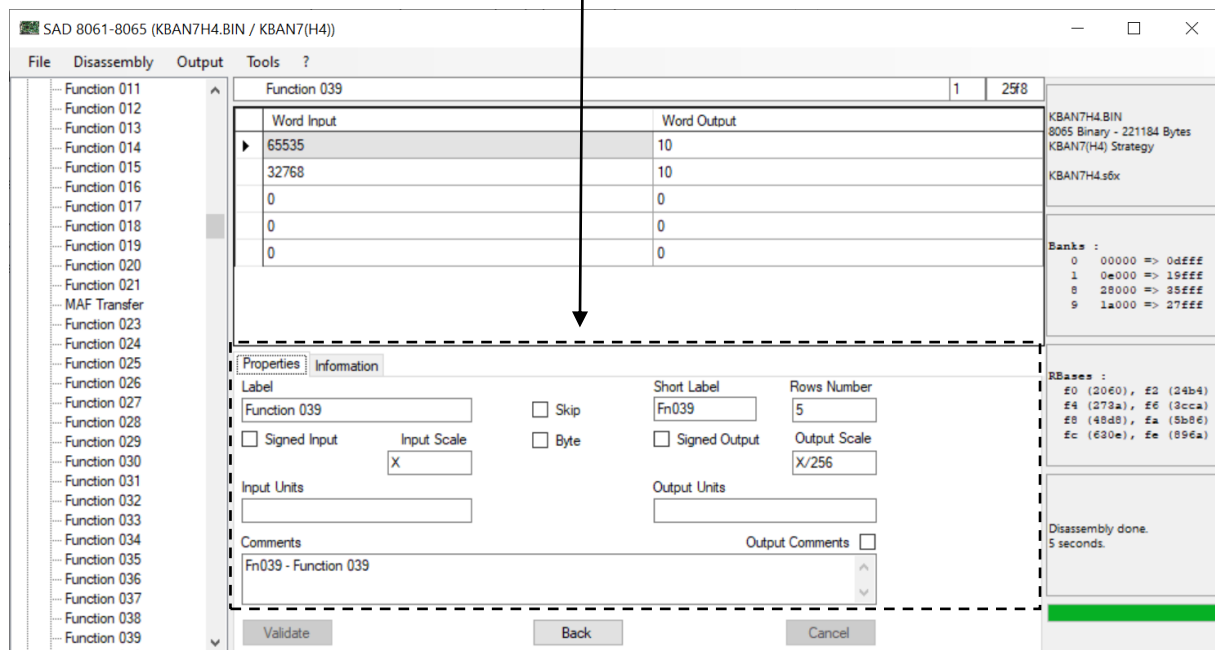 SAD 8061-8065 (KBAN7H4.BIN / KBAN7(H4))
File Disassembly Output Tools ?
Function 011
Function 012
Function 013
Function 014
Function 015
Function 016
Function 017
Function 018
Function 019
Function 020
Function 021
MAF Transfer
Function 023
Function 024
Function 025
Function 026
Function 027
Function 028
Function 029
Function 030
Function 031
Function 032
Function 033
Function 034
Function 035
Function 036
Function 037
Function 038
Function 039
Function 039 1 25f8
Word Input Word Output
65535 10
32768 10
0 0
0 0
0 0
Properties Information
Label Short Label Rows Number
Function 039 Skip Fn039 5
Signed Input Input Scale Byte Signed Output Output Scale
X X/256
Input Units Output Units
Comments Output Comments
Fn039 - Function 039
Validate Back Cancel
KBAN7H4.BIN
8065 Binary - 221184 Bytes
KBAN7(H4) Strategy
KBAN7H4.s6x
Banks :
0 00000 => 0dfff
1 0e000 => 19fff
8 28000 => 35fff
9 1a000 => 27fff
RBases :
f0 (2060), f2 (24b4)
f4 (273a), f6 (3cca)
f8 (48d8), fa (5b86)
fc (630e), fe (896a)
Disassembly done.
5 seconds.